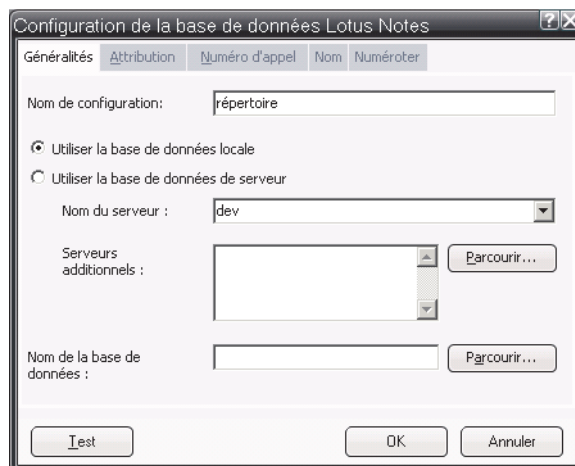 Configuration de la base de données Lotus Notes
Généralités Attribution Numéro d'appel Nom Numéroter
Nom de configuration: répertoire
Utiliser la base de données locale
Utiliser la base de données de serveur
Nom du serveur : dev
Serveurs
additionnels :
Parcourir...
Nom de la base de
données :
Parcourir...
Test OK Annuler